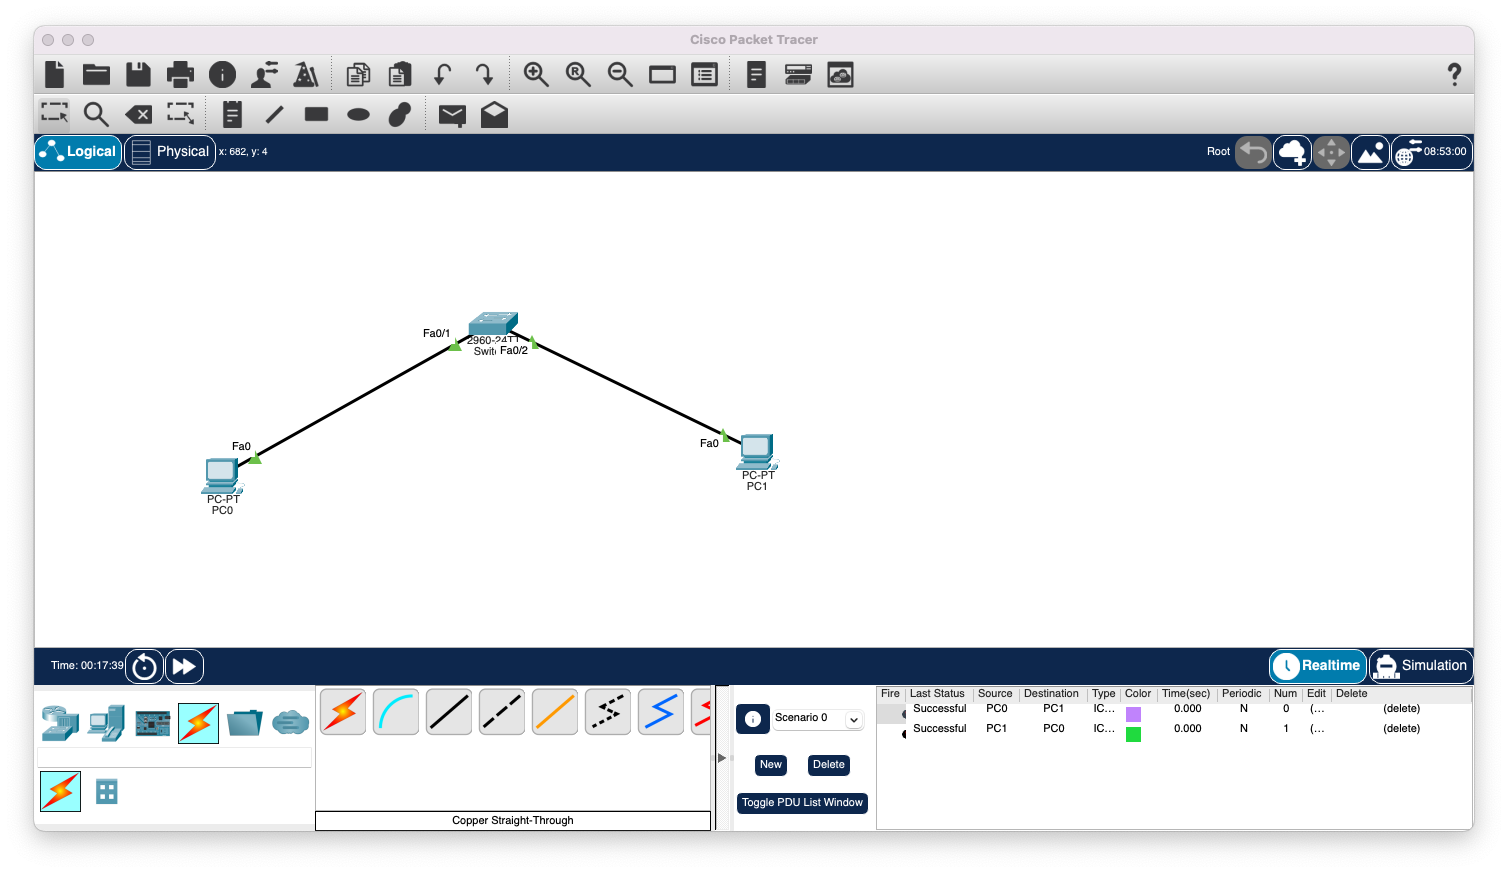 Cisco Packet Tracer
Logical
Physical
x: 682, y: 4
Root
08:53:00
Fa0/1
2960-24TT
Switc Fa0/2
Fa0
PC-PT
PC0
Fa0
PC-PT
PC1
Time: 00:17:39
Realtime
Simulation
Scenario 0
New
Delete
Toggle PDU List Window
Fire Last Status Source Destination Type Color Time(sec) Periodic Num Edit Delete
Successful PC0 PC1 IC... 0.000 N 0 (... (delete)
Successful PC1 PC0 IC... 0.000 N 1 (... (delete)
Copper Straight-Through